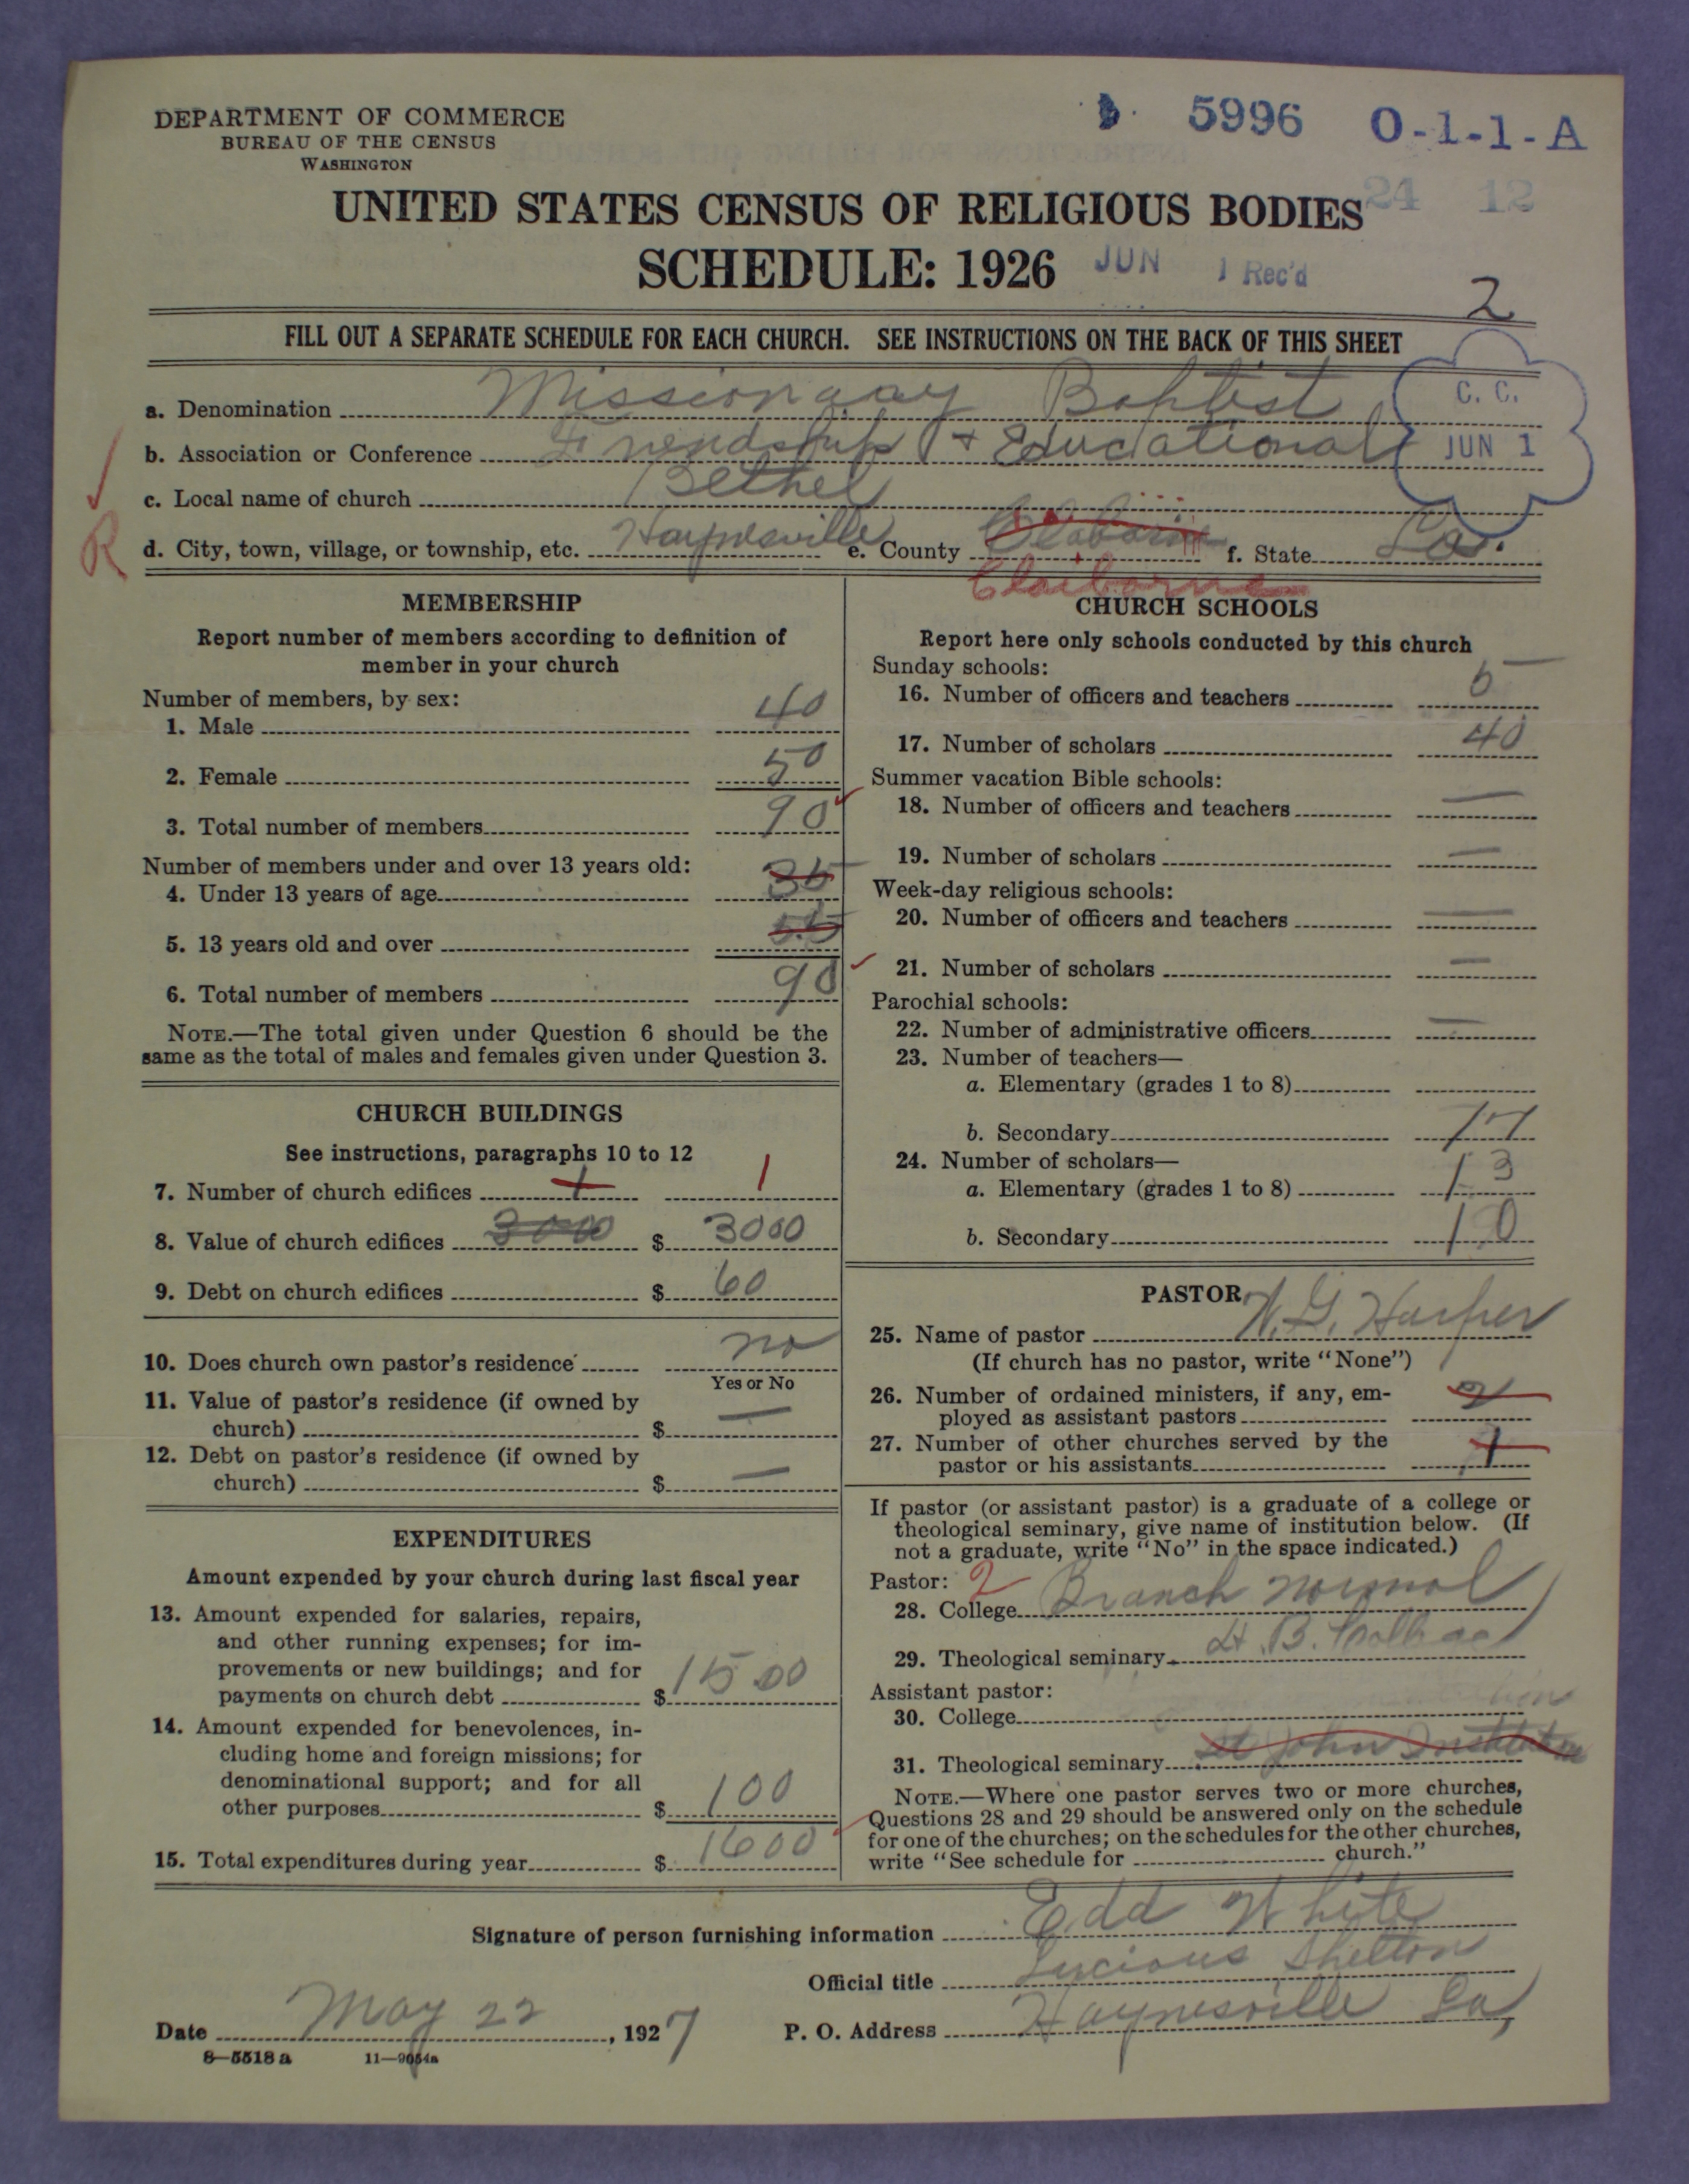 DEPARTMENT OF COMMERCE
BUREAU OF THE CENSUS
WASHINGTON
5996 O-1-1-A
24 12
UNITED STATES CENSUS OF RELIGIOUS BODIES
SCHEDULE: 1926
JUN 1 Rec'd
2
FILL OUT A SEPARATE SCHEDULE FOR EACH CHURCH. SEE INSTRUCTIONS ON THE BACK OF THIS SHEET
C. C.
JUN 1
a. Denomination Missionary Baptist
b. Association or Conference Friendship + Educational
c. Local name of church Bethel
R
d. City, town, village, or township, etc. Haynesville e. County Claborne f. State La.
Claiborne
MEMBERSHIP
Report number of members according to definition of
member in your church
Number of members, by sex:
1. Male 40
2. Female 50
3. Total number of members 90
Number of members under and over 13 years old:
4. Under 13 years of age 35
5. 13 years old and over 55
6. Total number of members 90
NOTE.—The total given under Question 6 should be the
same as the total of males and females given under Question 3.
CHURCH BUILDINGS
See instructions, paragraphs 10 to 12
7. Number of church edifices 1 1
8. Value of church edifices 3000 $ 3000
9. Debt on church edifices $ 60
10. Does church own pastor's residence no
Yes or No
11. Value of pastor's residence (if owned by
church) $ —
12. Debt on pastor's residence (if owned by
church) $ —
EXPENDITURES
Amount expended by your church during last fiscal year
13. Amount expended for salaries, repairs,
and other running expenses; for im-
provements or new buildings; and for
payments on church debt $ 1500
14. Amount expended for benevolences, in-
cluding home and foreign missions; for
denominational support; and for all
other purposes $ 100
15. Total expenditures during year $ 1600
CHURCH SCHOOLS
Report here only schools conducted by this church
Sunday schools:
16. Number of officers and teachers 5
17. Number of scholars 40
Summer vacation Bible schools:
18. Number of officers and teachers —
19. Number of scholars —
Week-day religious schools:
20. Number of officers and teachers —
21. Number of scholars —
Parochial schools:
22. Number of administrative officers —
23. Number of teachers—
a. Elementary (grades 1 to 8)
b. Secondary
24. Number of scholars—
a. Elementary (grades 1 to 8) 13
b. Secondary 10
PASTOR
25. Name of pastor W. G. Harper
(If church has no pastor, write "None")
26. Number of ordained ministers, if any, em-
ployed as assistant pastors 2
27. Number of other churches served by the
pastor or his assistants 1
If pastor (or assistant pastor) is a graduate of a college or
theological seminary, give name of institution below. (If
not a graduate, write "No" in the space indicated.)
Pastor: 2
28. College Branch normal
29. Theological seminary
Assistant pastor:
30. College
31. Theological seminary St John Institution
NOTE.—Where one pastor serves two or more churches,
Questions 28 and 29 should be answered only on the schedule
for one of the churches; on the schedules for the other churches,
write "See schedule for church."
Signature of person furnishing information Edd White
Official title Lucious Shelton
Date May 22, 1927 P. O. Address Haynesville La,
8—5518 a 11—9054a